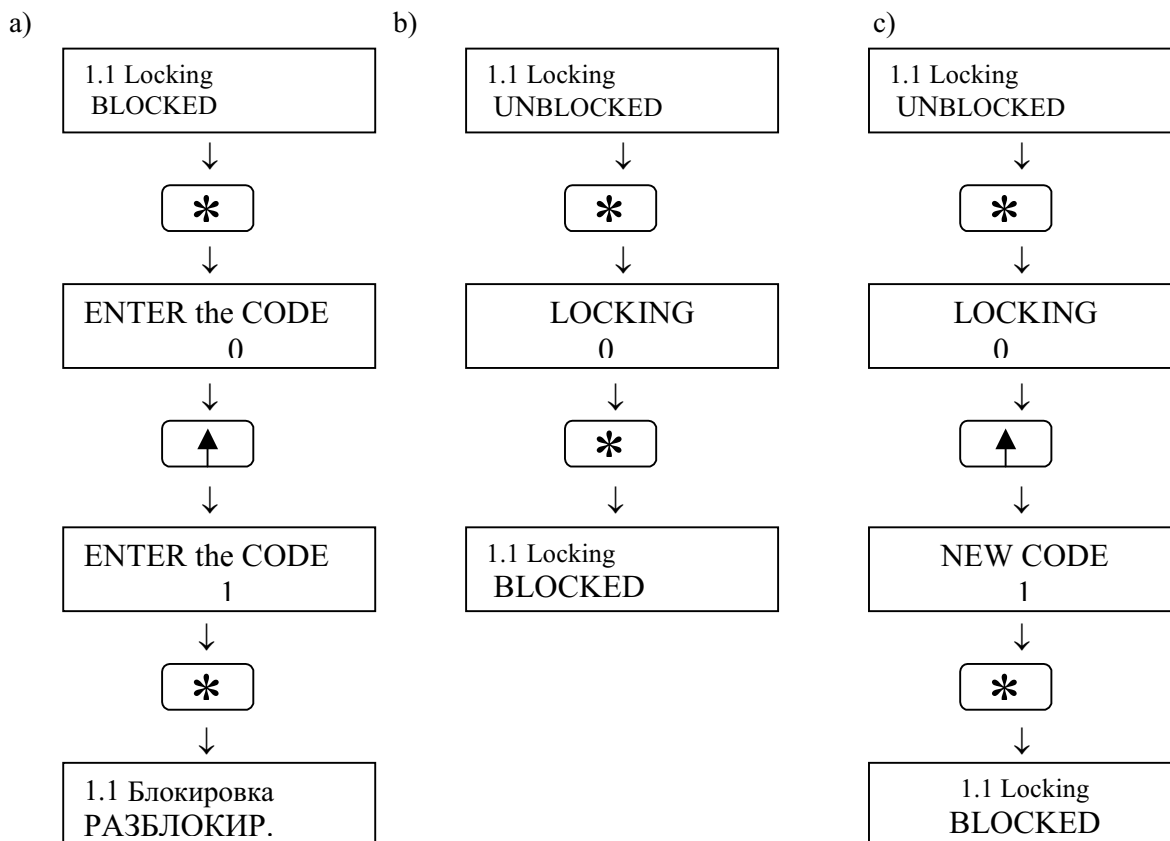 a)
1.1 Locking
BLOCKED
↓
*
↓
ENTER the CODE
0
↓
↑
↓
ENTER the CODE
1
↓
*
↓
1.1 Блокировка
РАЗБЛОКИР.
b)
1.1 Locking
UNBLOCKED
↓
*
↓
LOCKING
0
↓
*
↓
1.1 Locking
BLOCKED
c)
1.1 Locking
UNBLOCKED
↓
*
↓
LOCKING
0
↓
↑
↓
NEW CODE
1
↓
*
↓
1.1 Locking
BLOCKED